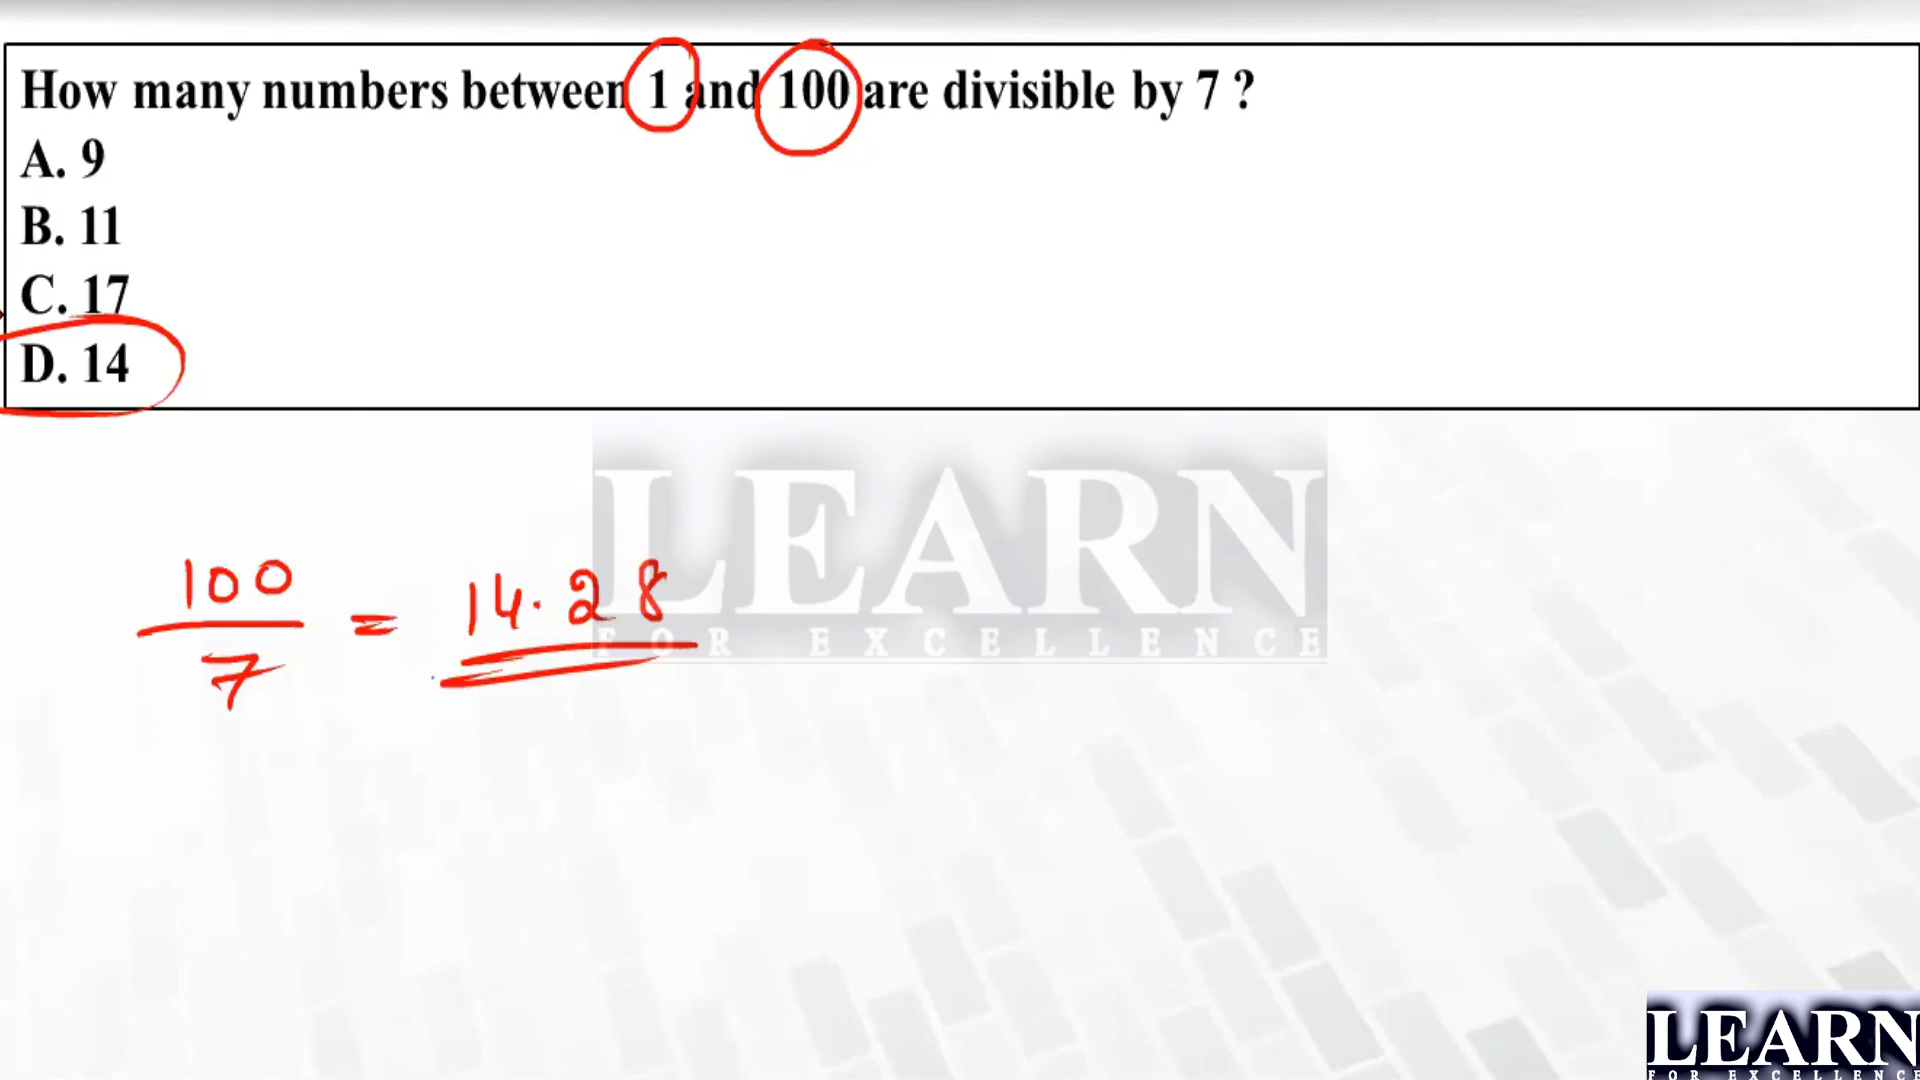 How many numbers between 1 and 100 are divisible by 7 ?
A. 9
B. 11
C. 17
D. 14
LEARN
FOR EXCELLENCE
100
7
= 14.28
LEARN
FOR EXCELLENCE